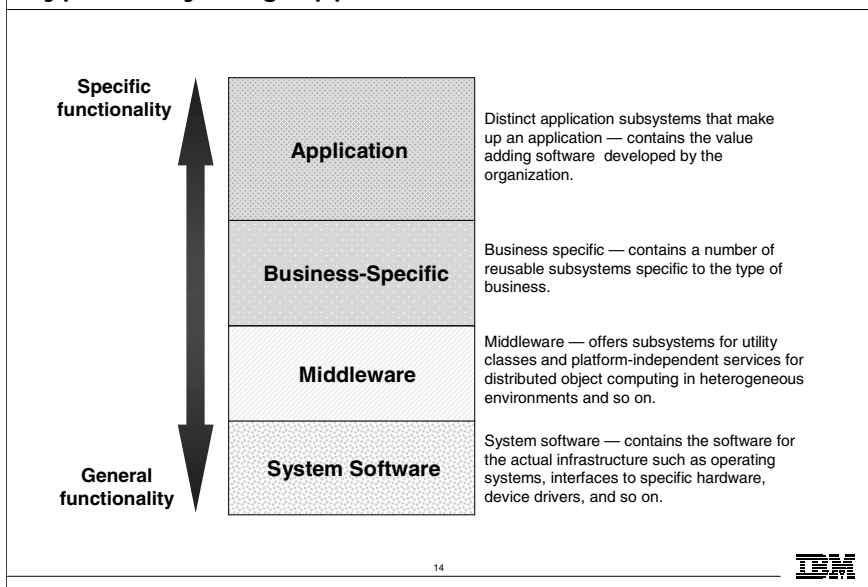 Specific
functionality
Application
Distinct application subsystems that make
up an application — contains the value
adding software developed by the
organization.
Business-Specific
Business specific — contains a number of
reusable subsystems specific to the type of
business.
Middleware
Middleware — offers subsystems for utility
classes and platform-independent services for
distributed object computing in heterogeneous
environments and so on.
General
functionality
System Software
System software — contains the software for
the actual infrastructure such as operating
systems, interfaces to specific hardware,
device drivers, and so on.
14
IBM